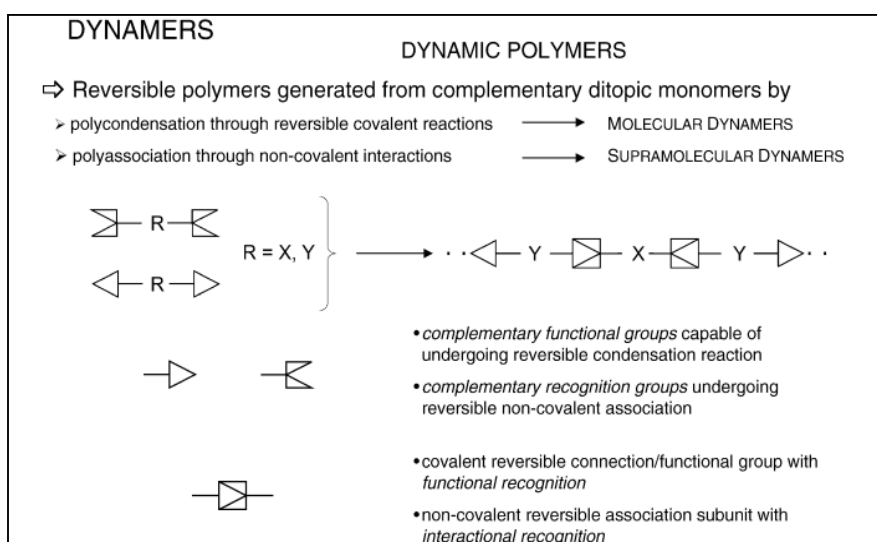 DYNAMERS
DYNAMIC POLYMERS
⇨ Reversible polymers generated from complementary ditopic monomers by
➢ polycondensation through reversible covalent reactions → MOLECULAR DYNAMERS
➢ polyassociation through non-covalent interactions → SUPRAMOLECULAR DYNAMERS
R
R
R = X, Y
· · Y X Y · ·
• complementary functional groups capable of
undergoing reversible condensation reaction
• complementary recognition groups undergoing
reversible non-covalent association
• covalent reversible connection/functional group with
functional recognition
• non-covalent reversible association subunit with
interactional recognition